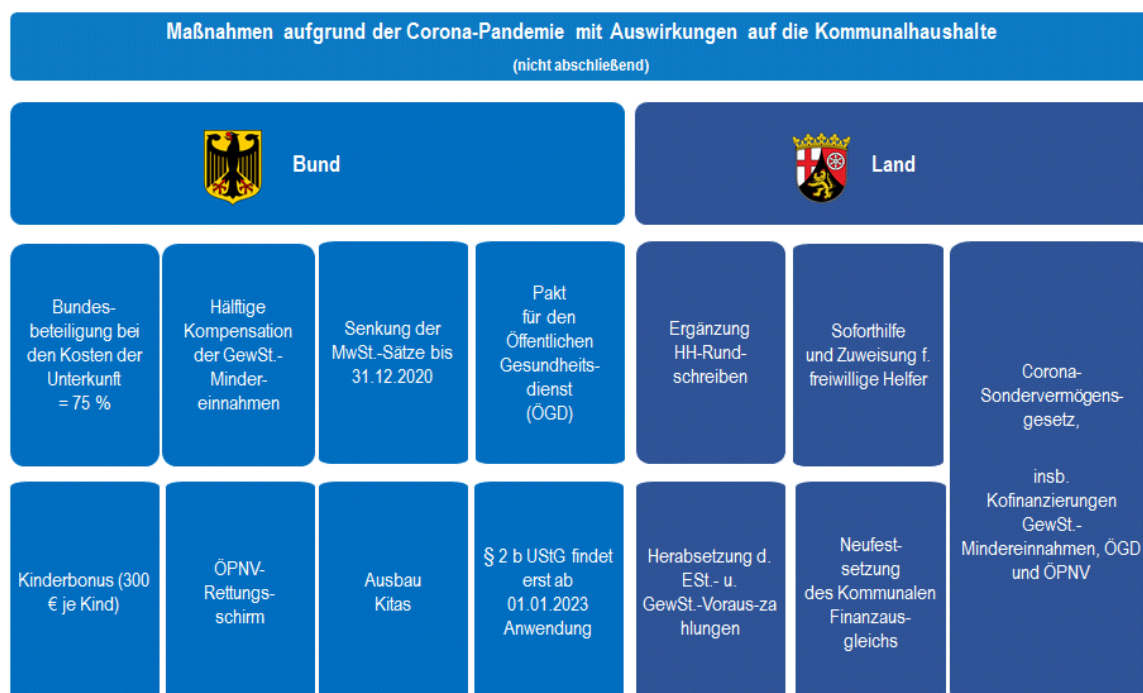 Maßnahmen aufgrund der Corona-Pandemie mit Auswirkungen auf die Kommunalhaushalte
(nicht abschließend)
Bund
Land
Bundes-
beteiligung bei
den Kosten der
Unterkunft
= 75 %
Hälftige
Kompensation
der GewSt.-
Minder-
einnahmen
Senkung der
MwSt.-Sätze bis
31.12.2020
Pakt
für den
Öffentlichen
Gesundheits-
dienst
(ÖGD)
Ergänzung
HH-Rund-
schreiben
Soforthilfe
und Zuweisung f.
freiwillige Helfer
Corona-
Sondervermögens-
gesetz,
insb.
Kofinanzierungen
GewSt.-
Mindereinnahmen, ÖGD
und ÖPNV
Kinderbonus (300
€ je Kind)
ÖPNV-
Rettungs-
schirm
Ausbau
Kitas
§ 2 b UStG findet
erst ab
01.01.2023
Anwendung
Herabsetzung d.
ESt.- u.
GewSt.-Voraus-za
hlungen
Neufest-
setzung
des Kommunalen
Finanzaus-
gleichs